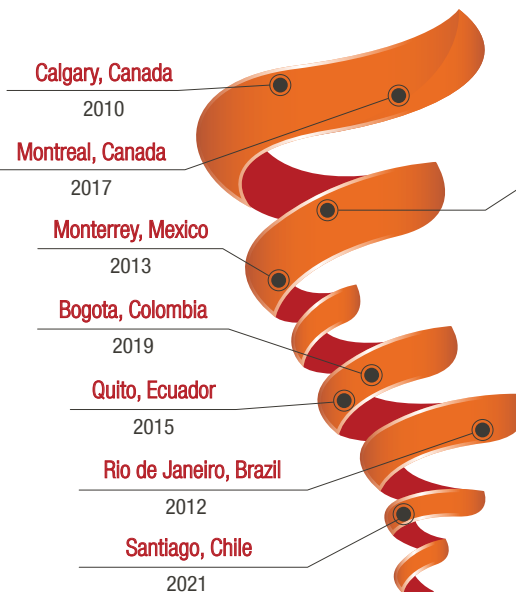 Calgary, Canada
2010
Montreal, Canada
2017
Monterrey, Mexico
2013
Bogota, Colombia
2019
Quito, Ecuador
2015
Rio de Janeiro, Brazil
2012
Santiago, Chile
2021